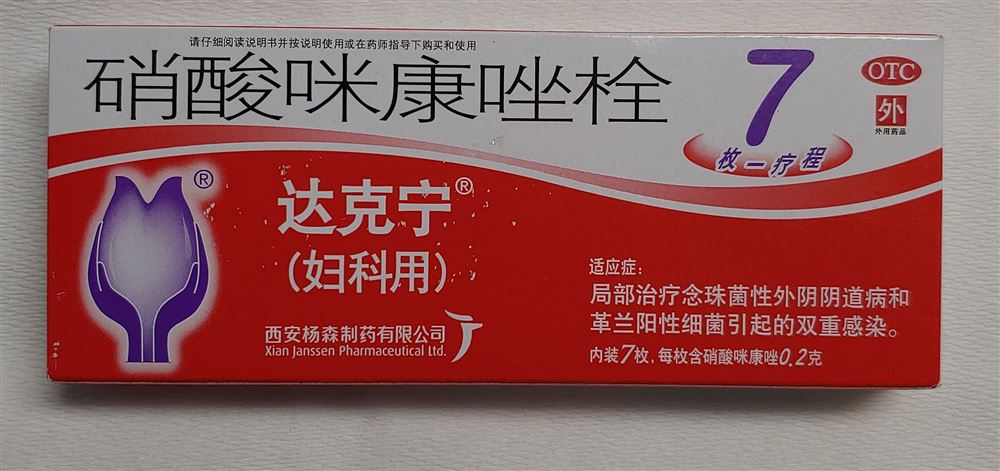 请仔细阅读说明书并按说明使用或在药师指导下购买和使用
硝酸咪康唑栓
7
枚一疗程
OTC
外
外用药品
®
达克宁®
(妇科用)
西安杨森制药有限公司
Xian Janssen Pharmaceutical Ltd.
适应症:
局部治疗念珠菌性外阴阴道病和
革兰阳性细菌引起的双重感染。
内装7枚,每枚含硝酸咪康唑0.2克